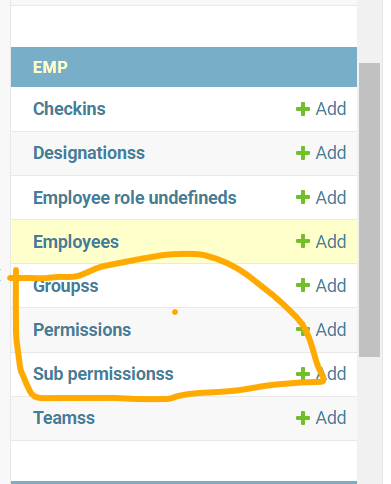 EMP
Checkins + Add
Designationss + Add
Employee role undefineds + Add
Employees + Add
Groupss + Add
Permissions + Add
Sub permissionss + Add
Teamss + Add